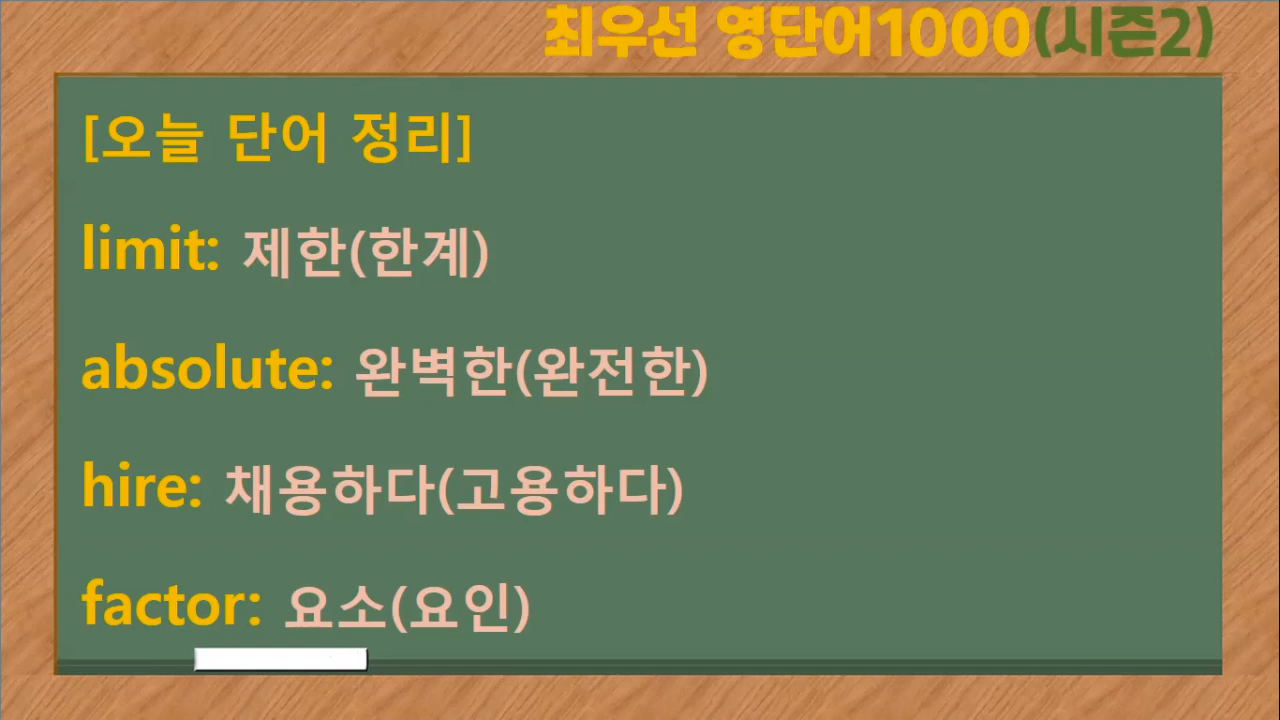 최우선 영단어1000(시즌2)
[오늘 단어 정리]
limit: 제한(한계)
absolute: 완벽한(완전한)
hire: 채용하다(고용하다)
factor: 요소(요인)